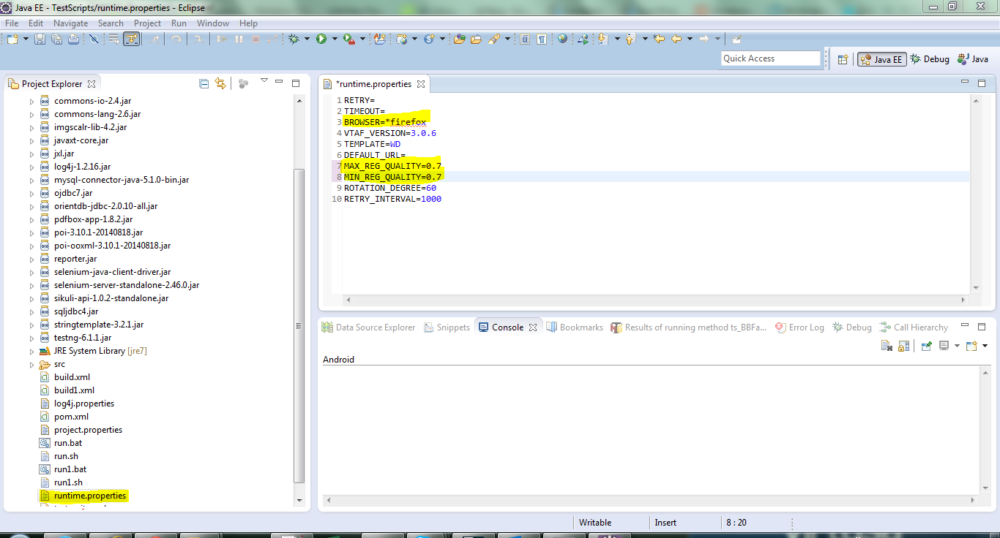 Java EE - TestScripts/runtime.properties - Eclipse
File Edit Navigate Search Project Run Window Help
Quick Access
Java EE
Debug
Java
Project Explorer
commons-io-2.4.jar
commons-lang-2.6.jar
imgscalr-lib-4.2.jar
javaxt-core.jar
jxl.jar
log4j-1.2.16.jar
mysql-connector-java-5.1.0-bin.jar
ojdbc7.jar
orientdb-jdbc-2.0.10-all.jar
pdfbox-app-1.8.2.jar
poi-3.10.1-20140818.jar
poi-ooxml-3.10.1-20140818.jar
reporter.jar
selenium-java-client-driver.jar
selenium-server-standalone-2.46.0.jar
sikuli-api-1.0.2-standalone.jar
sqljdbc4.jar
stringtemplate-3.2.1.jar
testng-6.1.1.jar
JRE System Library [jre7]
src
build.xml
build1.xml
log4j.properties
pom.xml
project.properties
run.bat
run.sh
run1.bat
run1.sh
runtime.properties
*runtime.properties
1 RETRY=
2 TIMEOUT=
3 BROWSER=*firefox
4 VTAF_VERSION=3.0.6
5 TEMPLATE=WD
6 DEFAULT_URL=
7 MAX_REG_QUALITY=0.7
8 MIN_REG_QUALITY=0.7
9 ROTATION_DEGREE=60
10 RETRY_INTERVAL=1000
Data Source Explorer
Snippets
Console
Bookmarks
Results of running method ts_BBFa...
Error Log
Debug
Call Hierarchy
Android
Writable
Insert
8 : 20